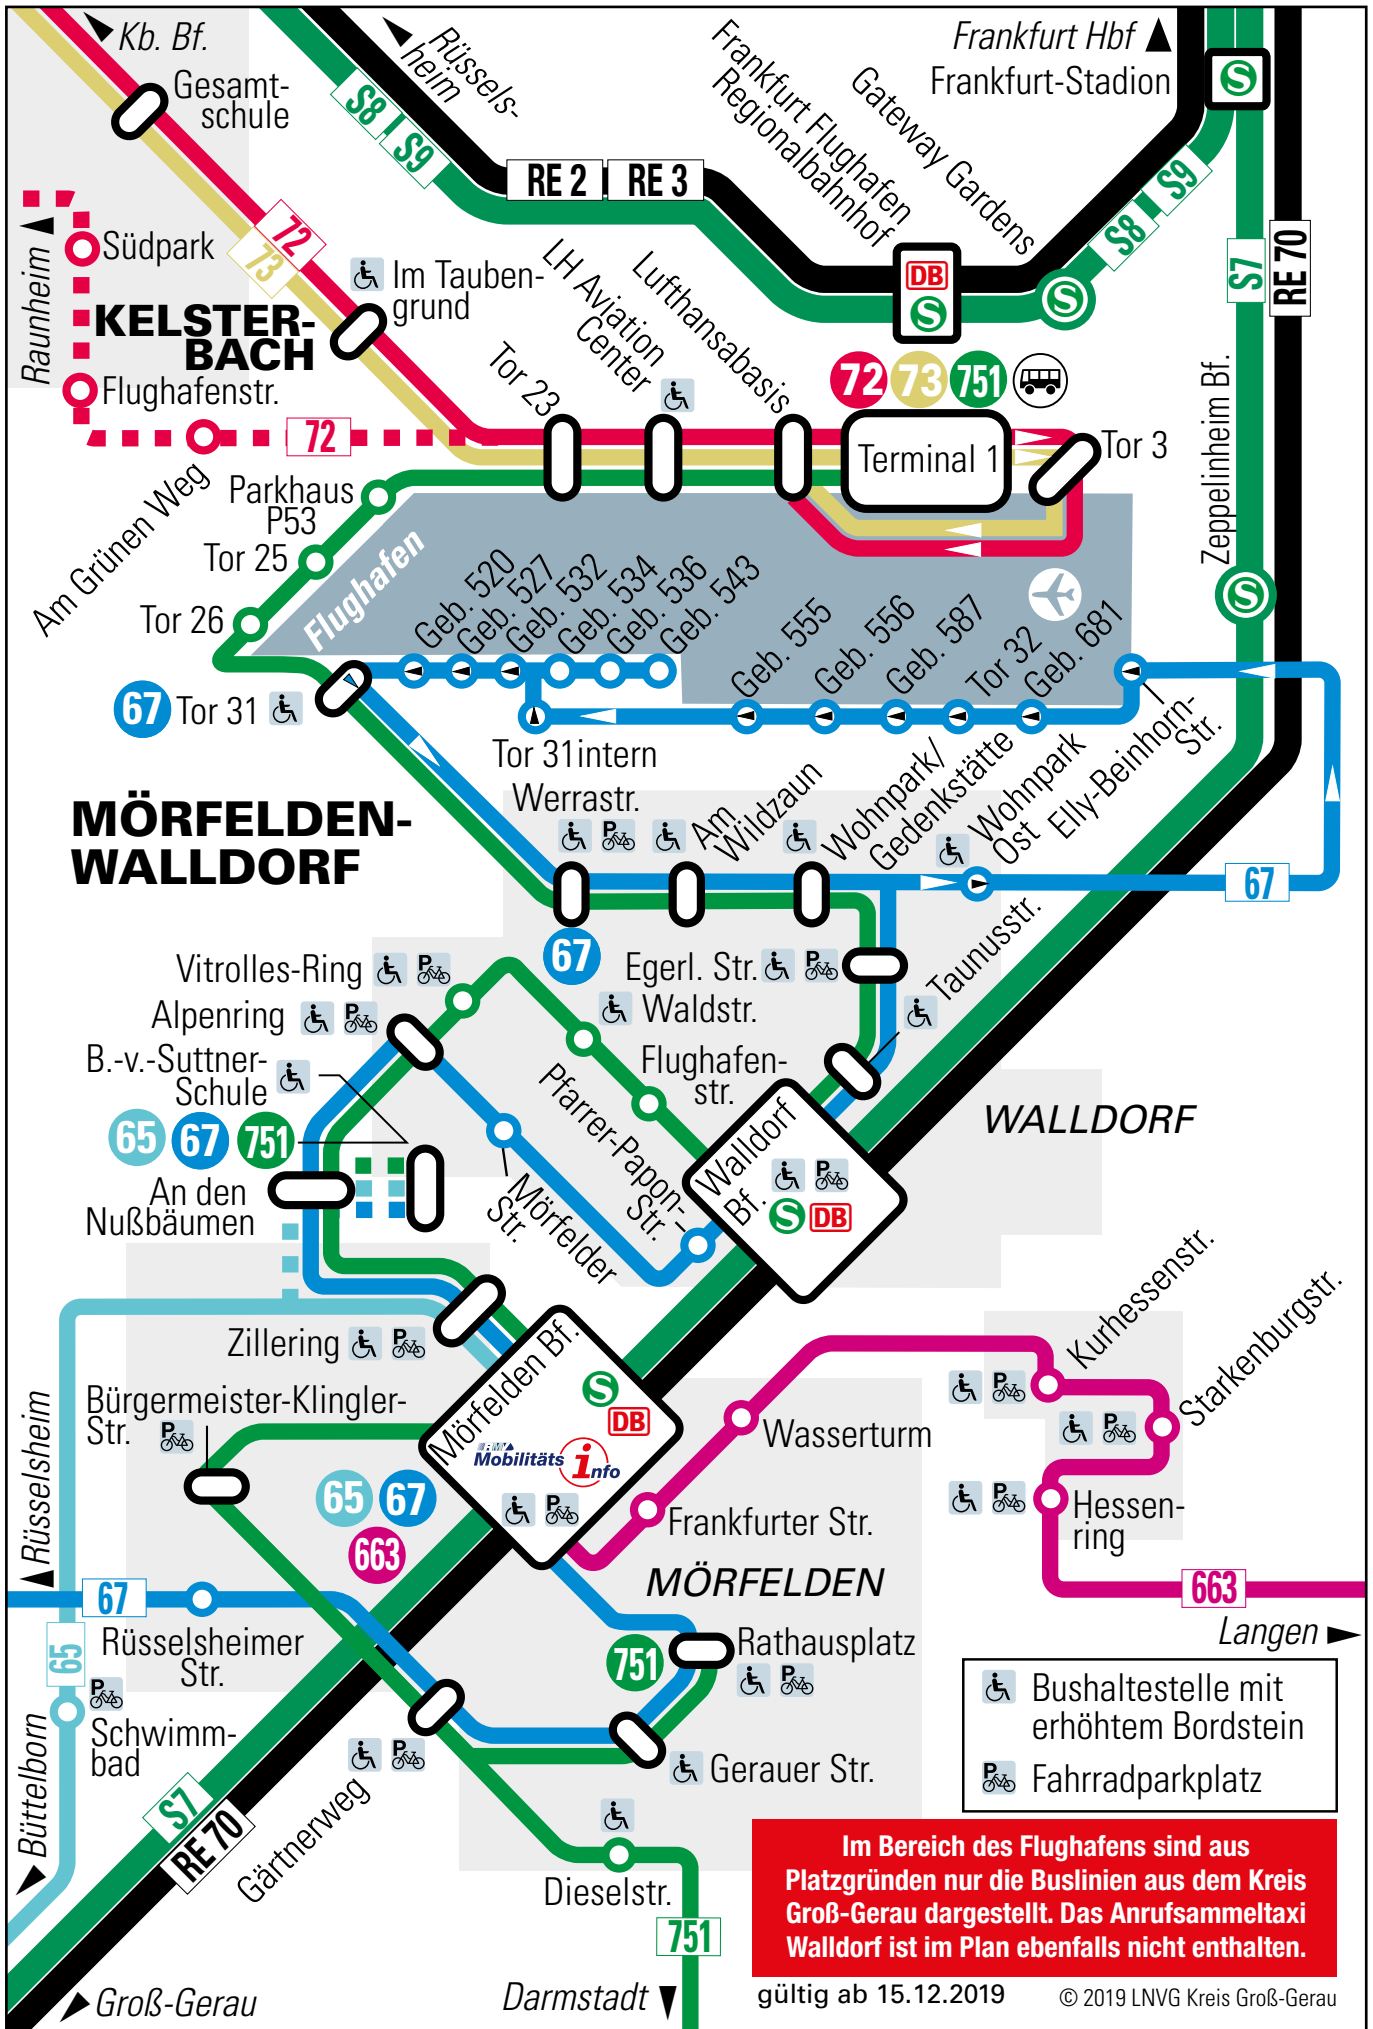 Kb. Bf.
Gesamt-
schule
Rüssels-
heim
S8
S9
RE 2
RE 3
Frankfurt Flughafen
Regionalbahnhof
Gateway Gardens
Frankfurt Hbf
Frankfurt-Stadion
S
S8
S9
S7
RE 70
DB
S
S
Raunheim
Südpark
72
73
KELSTER-
BACH
Flughafenstr.
72
Am Grünen Weg
Im Tauben-
grund
Tor 23
LH Aviation
Center
Lufthansabasis
72
73
751
Terminal 1
Tor 3
Zeppelinheim Bf.
S
Parkhaus
P53
Tor 25
Tor 26
Flughafen
67
Tor 31
Geb. 520
Geb. 527
Geb. 532
Geb. 534
Geb. 536
Geb. 543
Geb. 555
Geb. 556
Geb. 587
Tor 32
Geb. 681
Elly-Beinhorn-
Str.
Tor 31intern
MÖRFELDEN-
WALLDORF
Werrastr.
P
Am
Wildzaun
Wohnpark/
Gedenkstätte
Wohnpark
Ost
67
67
Egerl. Str.
P
Taunusstr.
Vitrolles-Ring
P
Alpenring
P
B.-v.-Suttner-
Schule
65
67
751
An den
Nußbäumen
Waldstr.
Flughafen-
str.
Pfarrer-Papon-
Str.
Mörfelder
Str.
Walldorf
Bf.
P
S
DB
WALLDORF
Zillering
P
Mörfelden Bf.
S
DB
RMV
Mobilitäts
info
P
Bürgermeister-Klingler-
Str.
P
65
67
663
Rüsselsheim
67
Rüsselsheimer
Str.
65
P
Schwimm-
bad
Büttelborn
S7
RE 70
Groß-Gerau
P
Gärtnerweg
Wasserturm
Frankfurter Str.
Kurhessenstr.
P
Starkenburgstr.
P
P
Hessen-
ring
663
Langen
MÖRFELDEN
751
Rathausplatz
P
Gerauer Str.
Dieselstr.
751
Darmstadt
Bushaltestelle mit
erhöhtem Bordstein
P
Fahrradparkplatz
Im Bereich des Flughafens sind aus
Platzgründen nur die Buslinien aus dem Kreis
Groß-Gerau dargestellt. Das Anrufsammeltaxi
Walldorf ist im Plan ebenfalls nicht enthalten.
gültig ab 15.12.2019
© 2019 LNVG Kreis Groß-Gerau